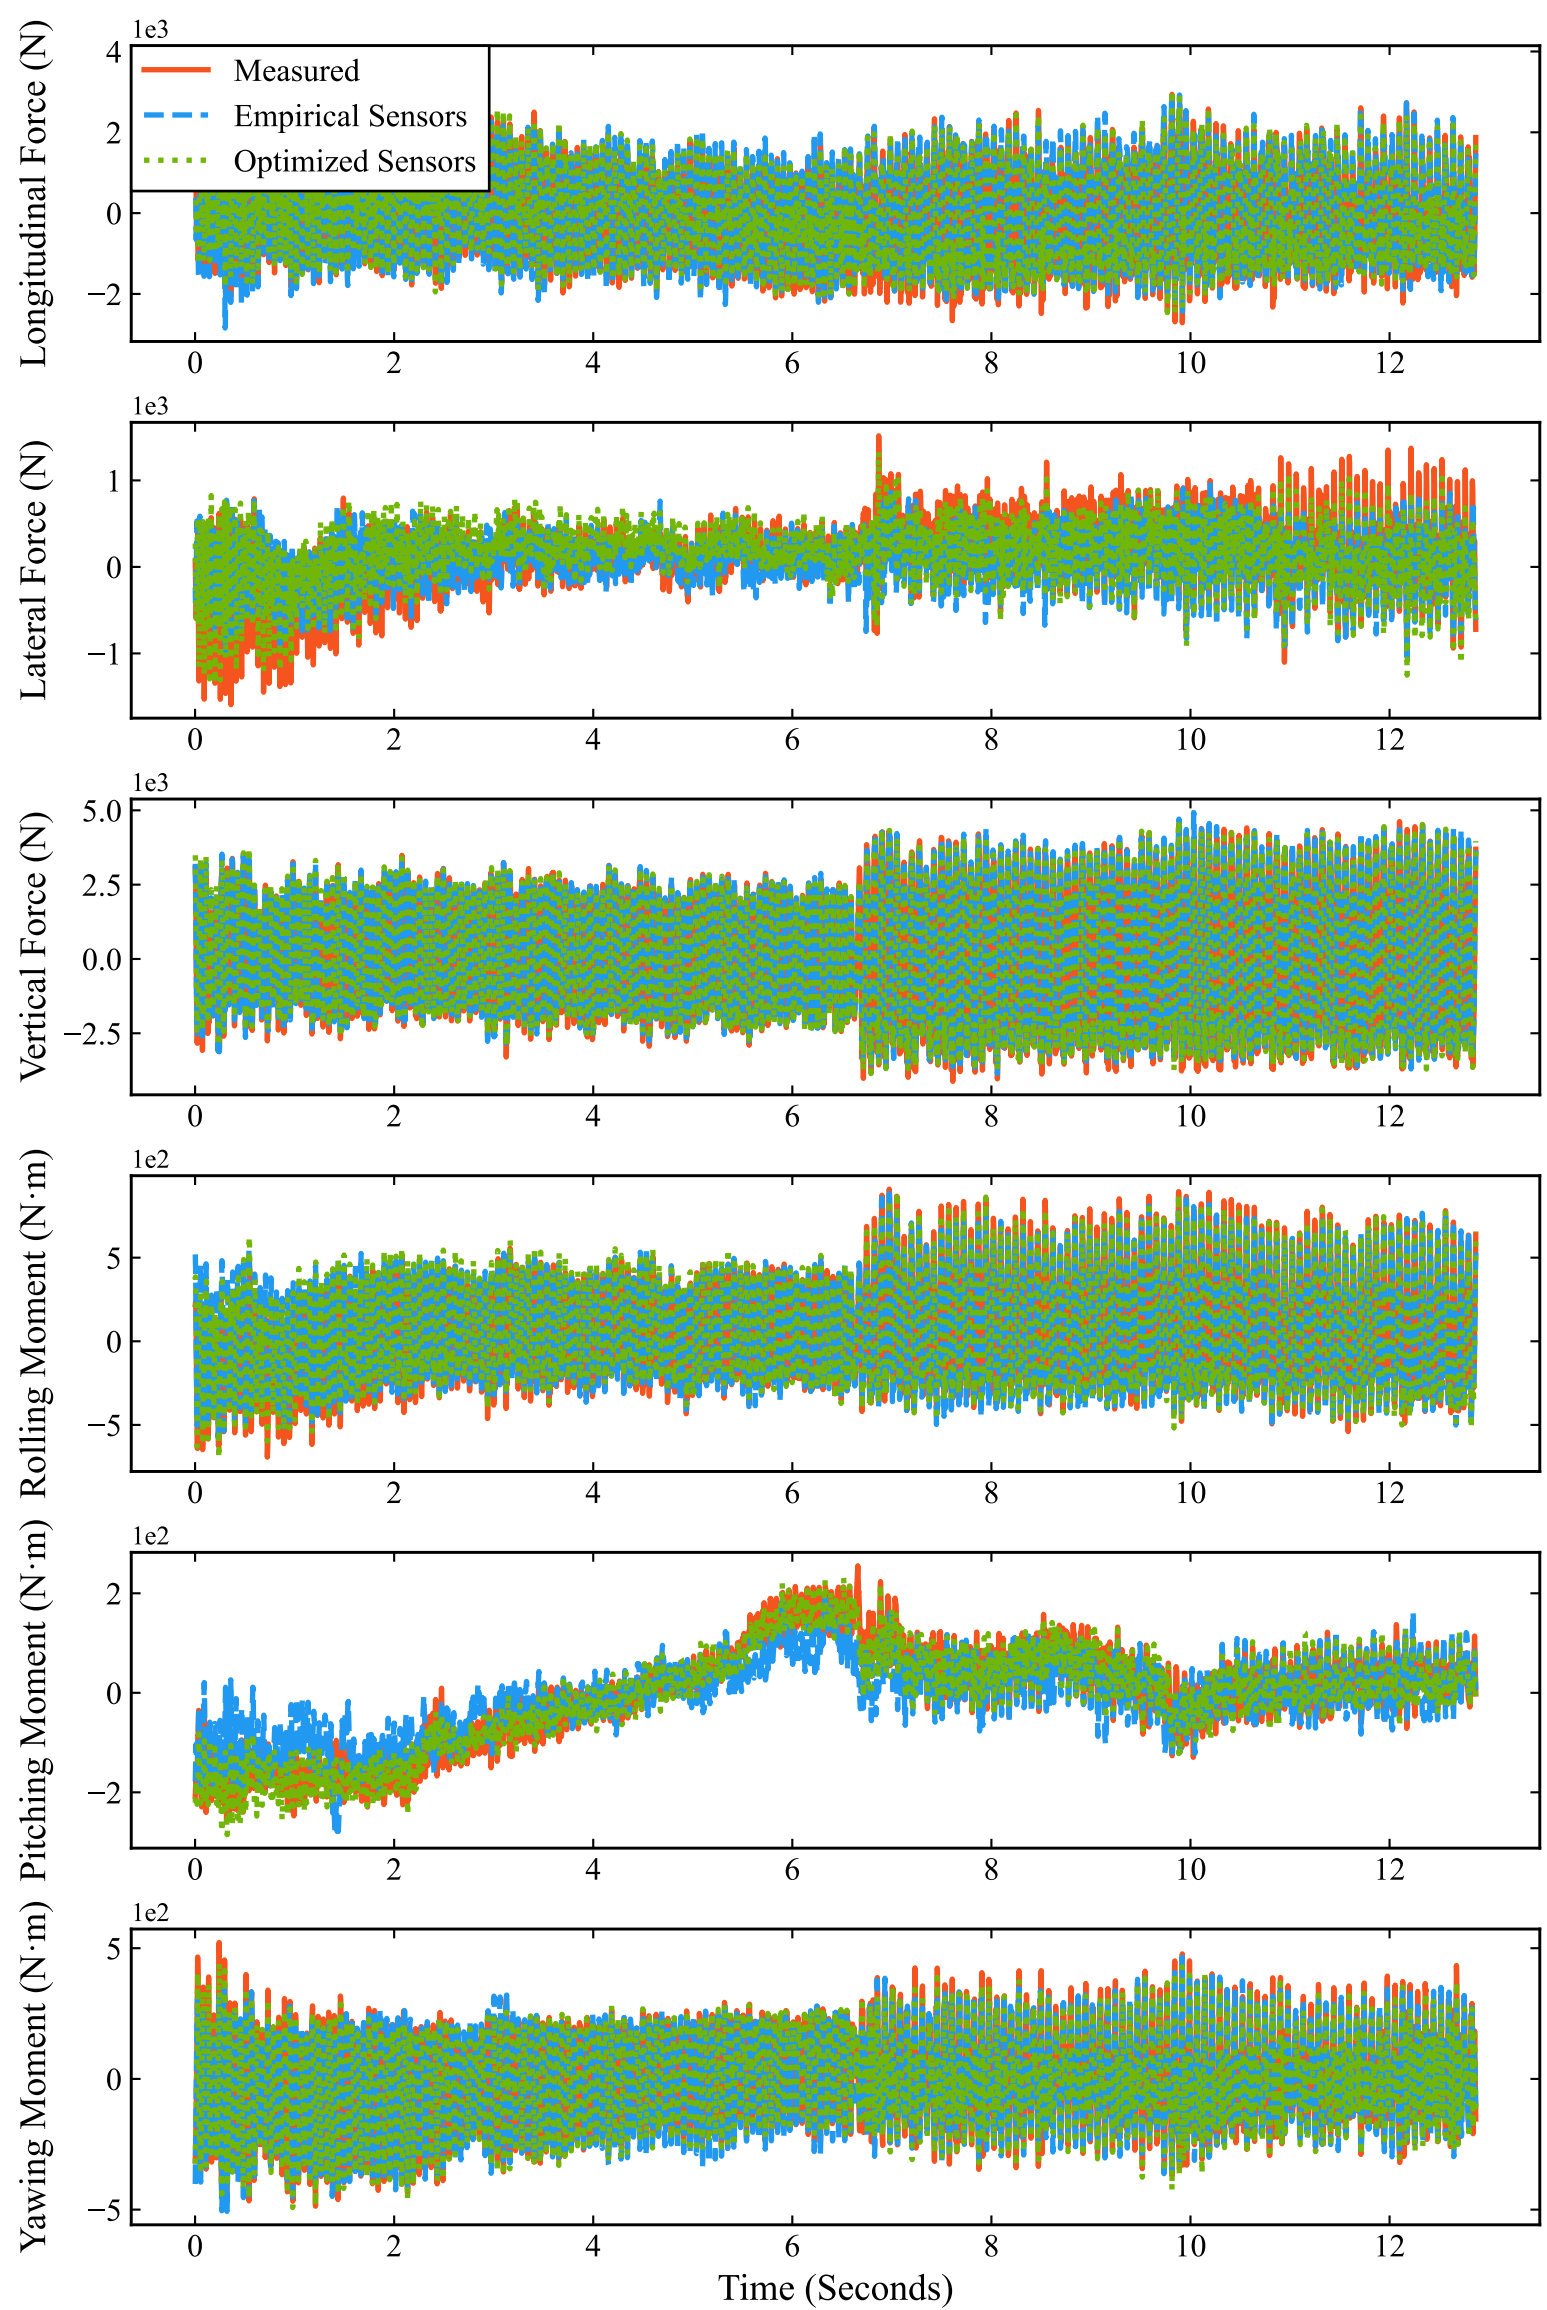 1e3
Longitudinal Force (N)
4
2
0
−2
Measured
Empirical Sensors
Optimized Sensors
0 2 4 6 8 10 12
1e3
Lateral Force (N)
1
0
−1
0 2 4 6 8 10 12
1e3
Vertical Force (N)
5.0
2.5
0.0
−2.5
0 2 4 6 8 10 12
1e2
Rolling Moment (N·m)
5
0
−5
0 2 4 6 8 10 12
1e2
Pitching Moment (N·m)
2
0
−2
0 2 4 6 8 10 12
1e2
Yawing Moment (N·m)
5
0
−5
0 2 4 6 8 10 12
Time (Seconds)